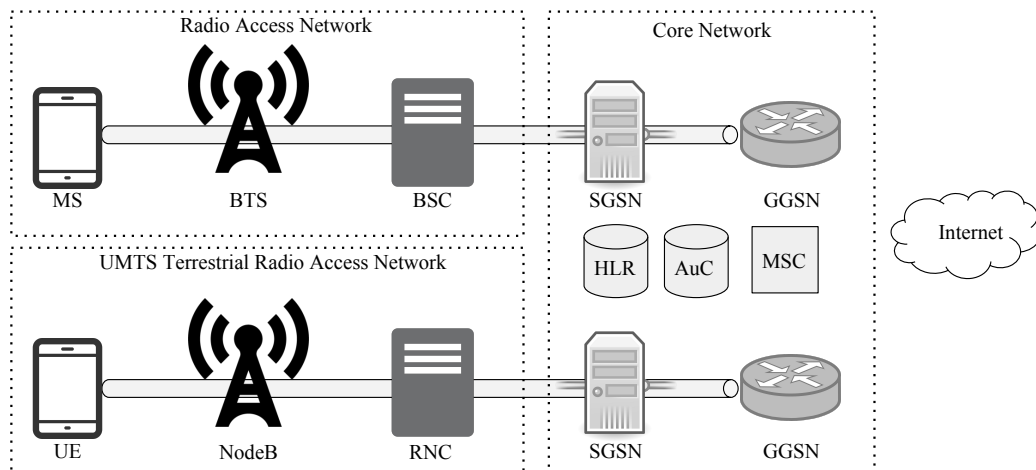 Radio Access Network
Core Network
MS
BTS
BSC
SGSN
GGSN
HLR
AuC
MSC
Internet
UMTS Terrestrial Radio Access Network
UE
NodeB
RNC
SGSN
GGSN